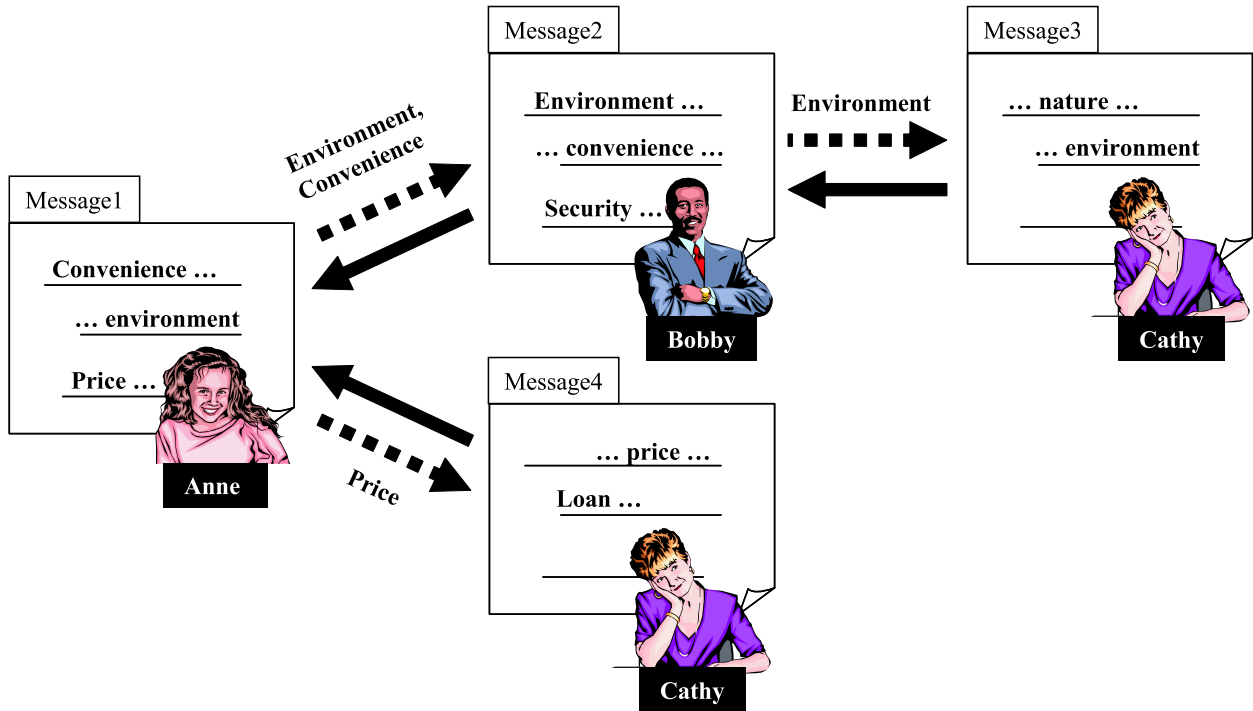 Message1
Convenience …
… environment
Price …
Anne
Environment,
Convenience
Price
Message2
Environment …
… convenience …
Security …
Bobby
Environment
Message3
… nature …
… environment
Cathy
Message4
… price …
Loan …
Cathy